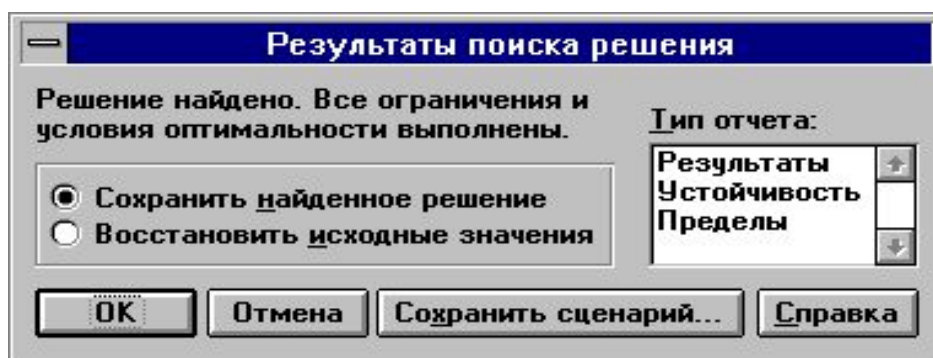 Результаты поиска решения
Решение найдено. Все ограничения и
условия оптимальности выполнены.
Сохранить найденное решение
Восстановить исходные значения
Тип отчета:
Результаты
Устойчивость
Пределы
OK
Отмена
Сохранить сценарий...
Справка